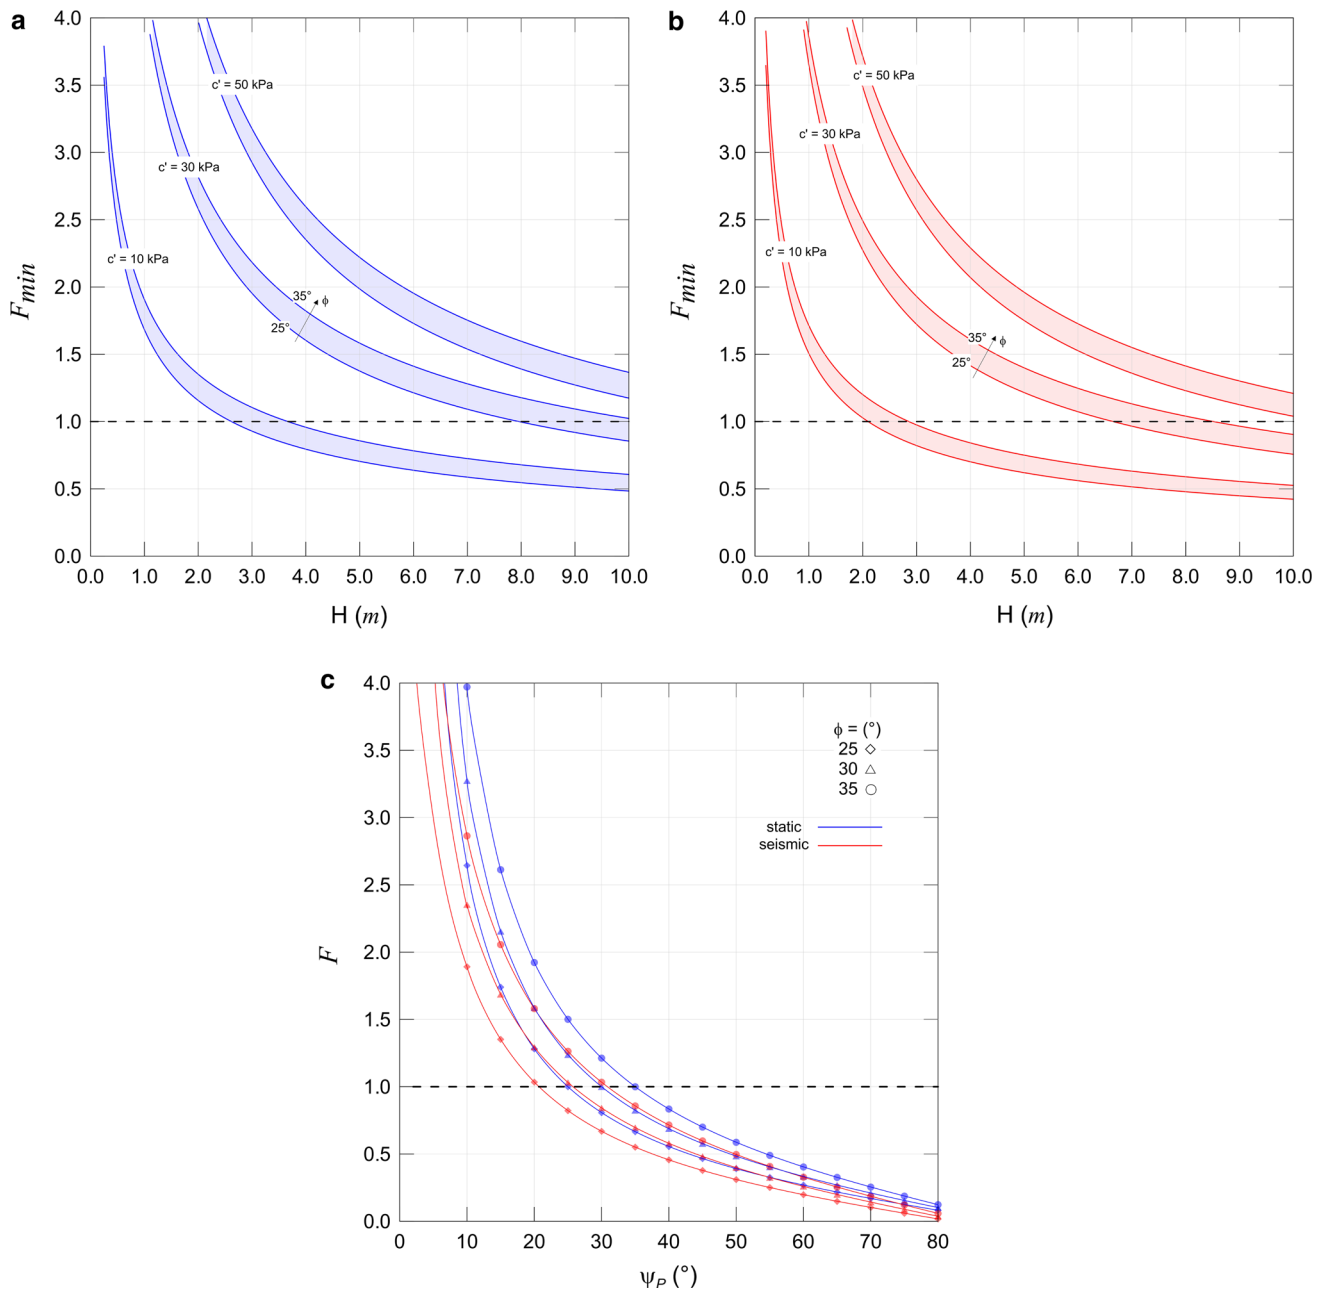 a
4.0
3.5
3.0
2.5
2.0
1.5
1.0
0.5
0.0
F min
c' = 50 kPa
c' = 30 kPa
c' = 10 kPa
35° ϕ
25°
0.0 1.0 2.0 3.0 4.0 5.0 6.0 7.0 8.0 9.0 10.0
H (m)
b
4.0
3.5
3.0
2.5
2.0
1.5
1.0
0.5
0.0
F min
c' = 50 kPa
c' = 30 kPa
c' = 10 kPa
35° ϕ
25°
0.0 1.0 2.0 3.0 4.0 5.0 6.0 7.0 8.0 9.0 10.0
H (m)
c
4.0
3.5
3.0
2.5
2.0
1.5
1.0
0.5
0.0
F
ϕ = (°)
25
30
35
static
seismic
0 10 20 30 40 50 60 70 80
ψP (°)